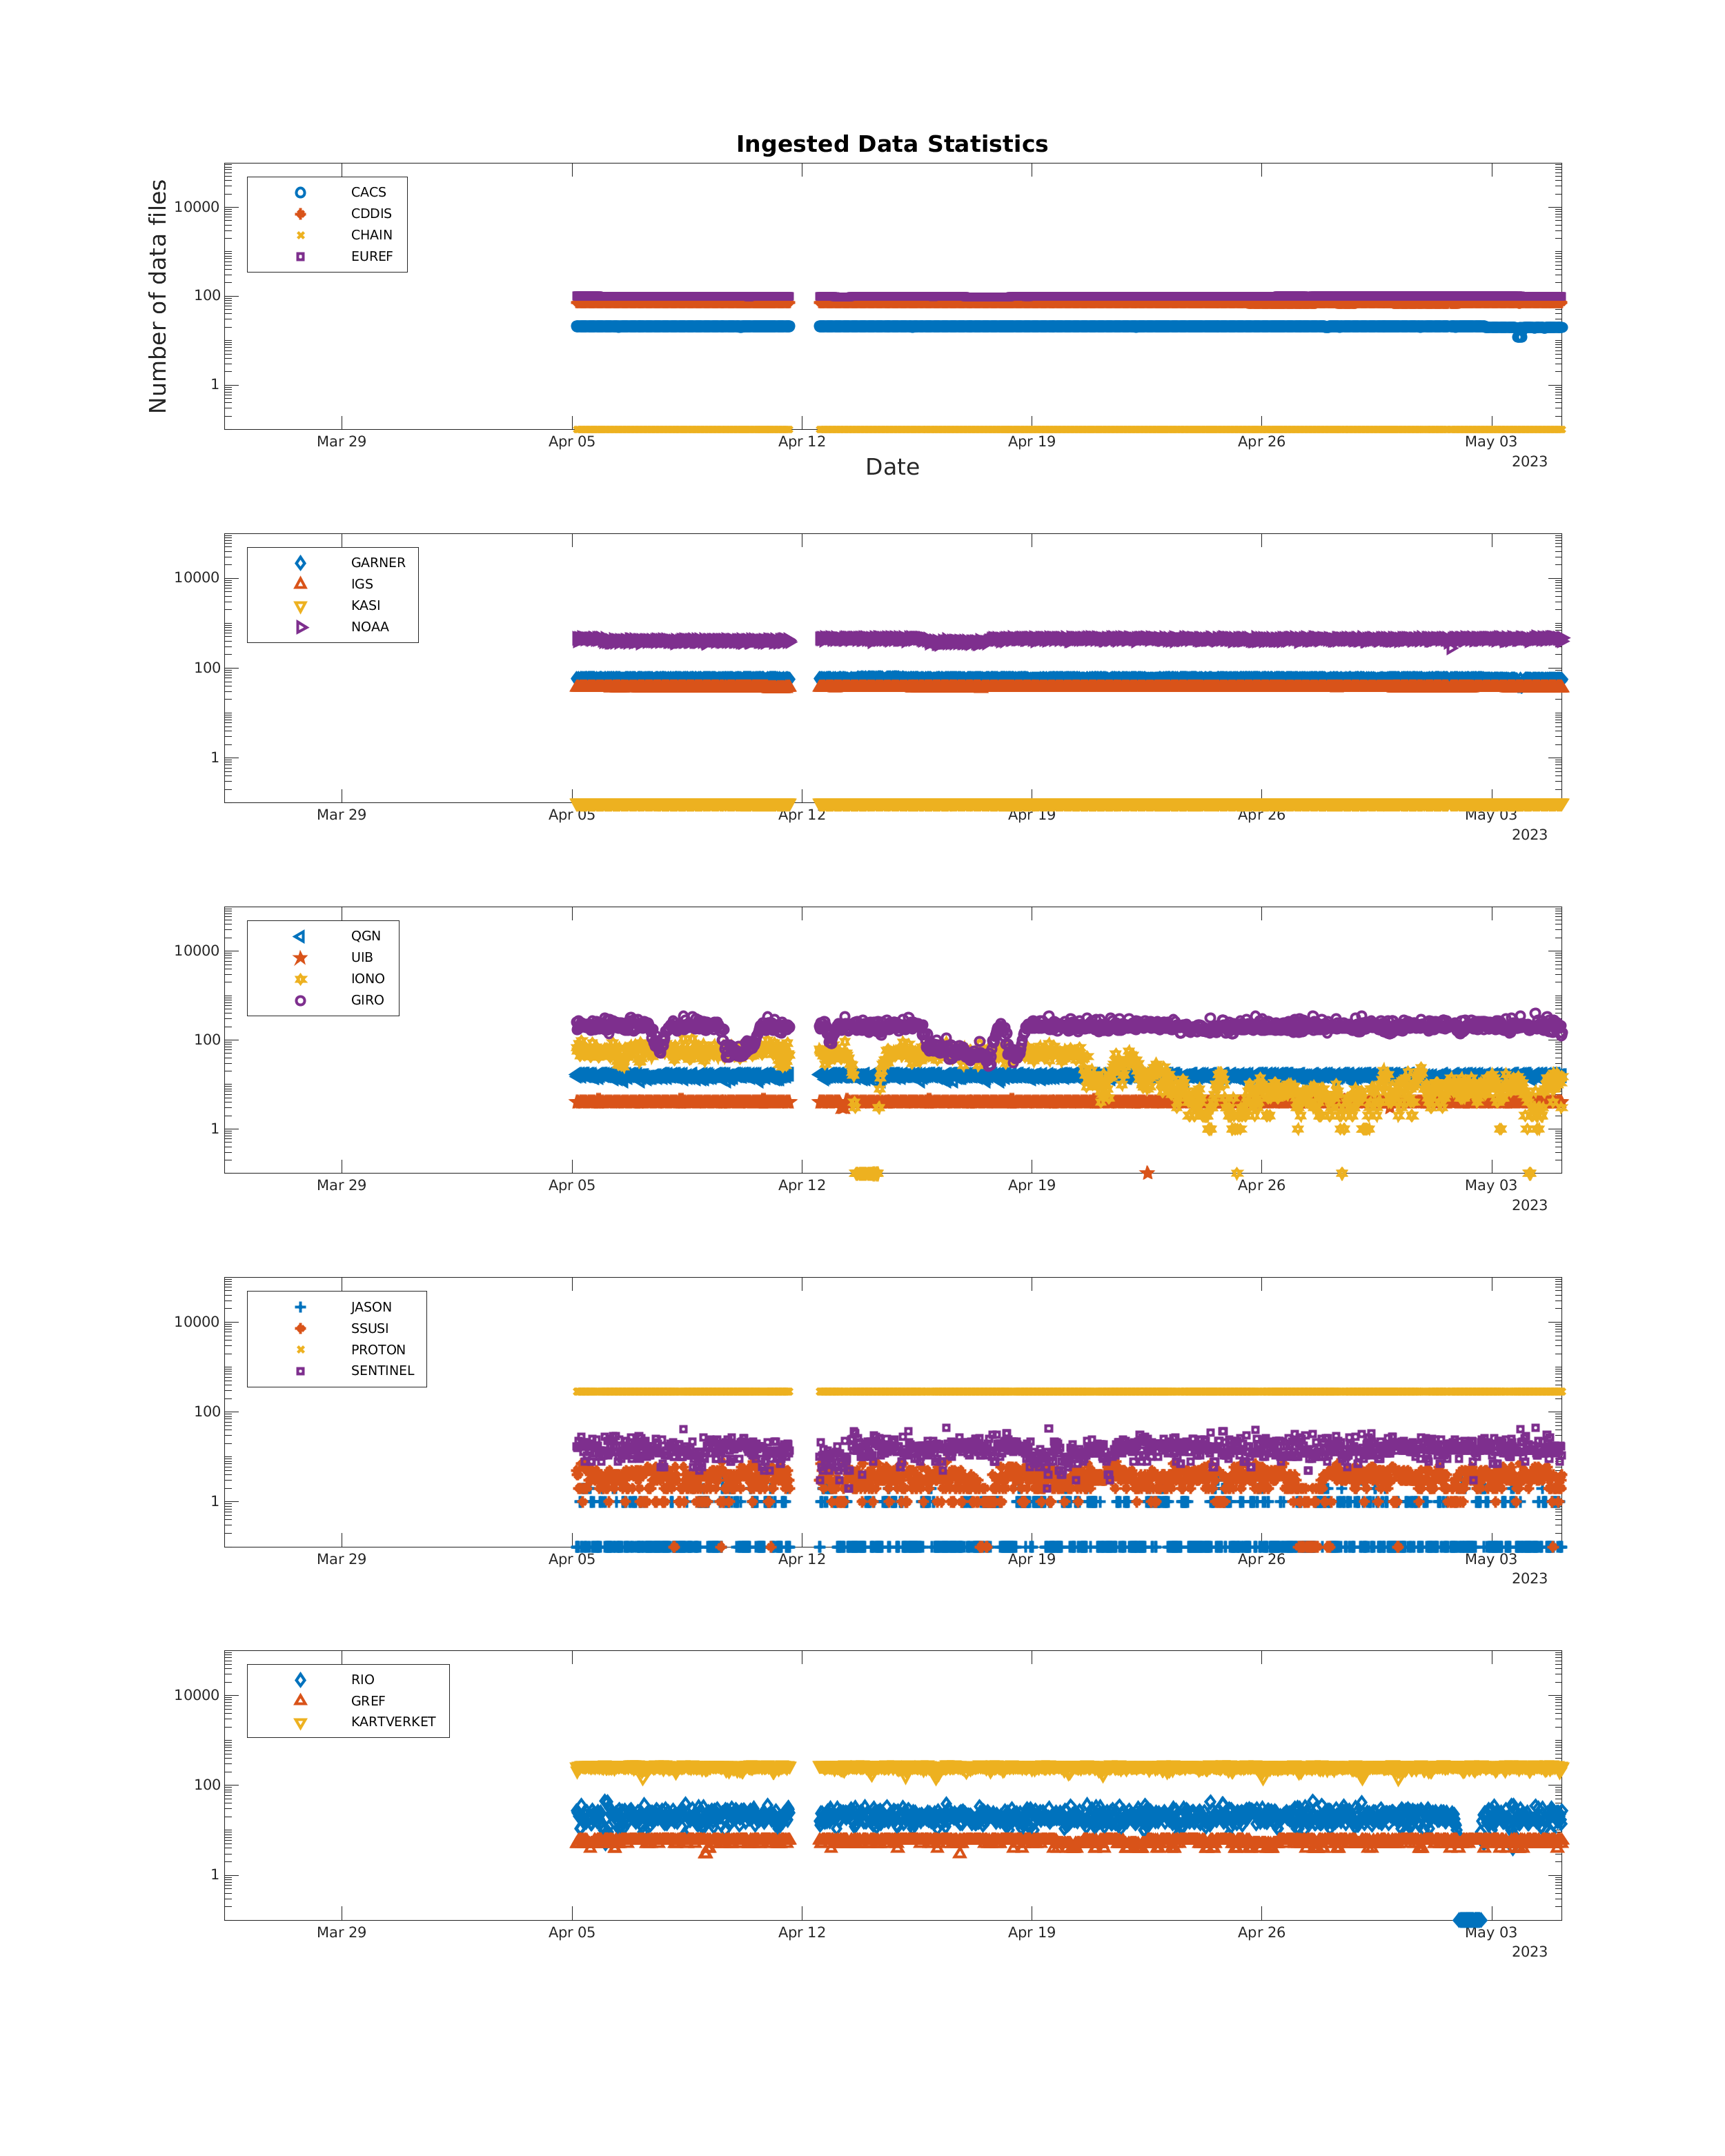 Ingested Data Statistics
Number of data files
10000
100
1
CACS
CDDIS
CHAIN
EUREF
Mar 29 Apr 05 Apr 12 Apr 19 Apr 26 May 03
2023
Date
10000
100
1
GARNER
IGS
KASI
NOAA
Mar 29 Apr 05 Apr 12 Apr 19 Apr 26 May 03
2023
10000
100
1
QGN
UIB
IONO
GIRO
Mar 29 Apr 05 Apr 12 Apr 19 Apr 26 May 03
2023
10000
100
1
JASON
SSUSI
PROTON
SENTINEL
Mar 29 Apr 05 Apr 12 Apr 19 Apr 26 May 03
2023
10000
100
1
RIO
GREF
KARTVERKET
Mar 29 Apr 05 Apr 12 Apr 19 Apr 26 May 03
2023